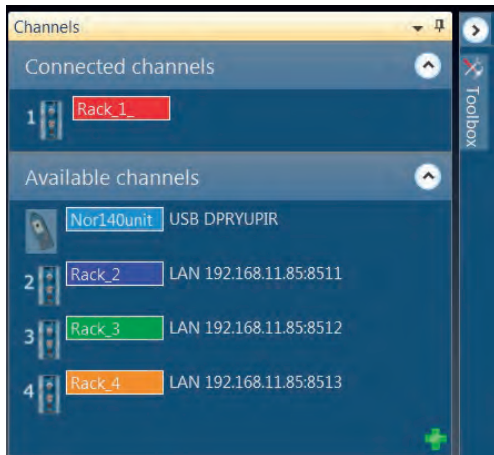 Channels
Connected channels
1 Rack_1_
Available channels
Nor140unit USB DPRYUPIR
2 Rack_2 LAN 192.168.11.85:8511
3 Rack_3 LAN 192.168.11.85:8512
4 Rack_4 LAN 192.168.11.85:8513
Toolbox